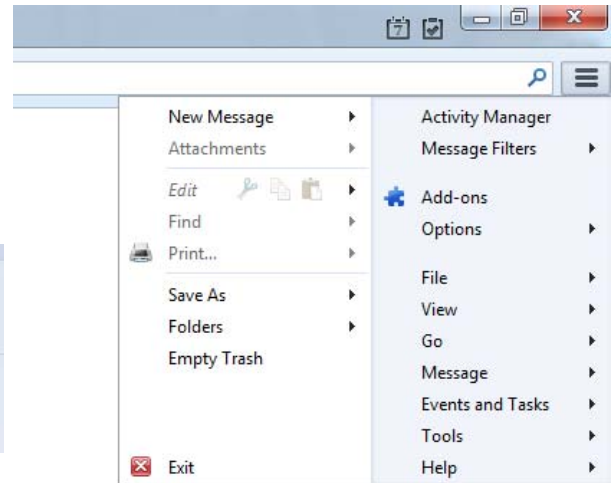 7
New Message
Attachments
Edit
Find
Print...
Save As
Folders
Empty Trash
Exit
Activity Manager
Message Filters
Add-ons
Options
File
View
Go
Message
Events and Tasks
Tools
Help